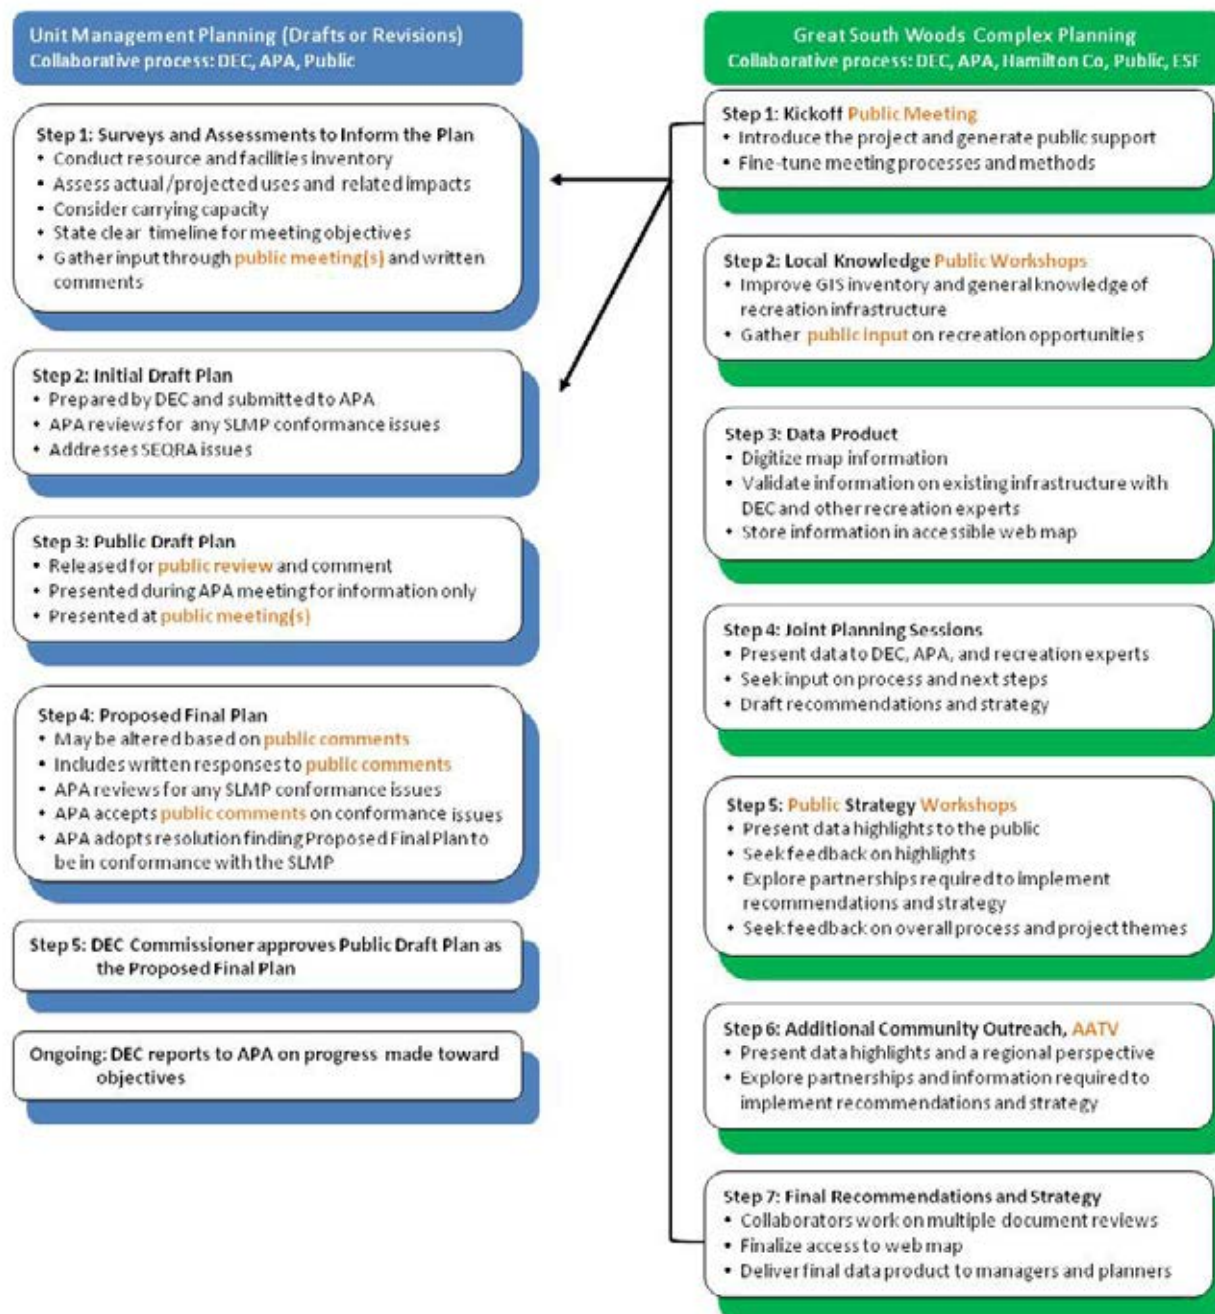 Unit Management Planning (Drafts or Revisions)
Collaborative process: DEC, APA, Public
Step 1: Surveys and Assessments to Inform the Plan
• Conduct resource and facilities inventory
• Assess actual/projected uses and related impacts
• Consider carrying capacity
• State clear timeline for meeting objectives
• Gather input through public meeting(s) and written
comments
Step 2: Initial Draft Plan
• Prepared by DEC and submitted to APA
• APA reviews for any SLMP conformance issues
• Addresses SEQRA issues
Step 3: Public Draft Plan
• Released for public review and comment
• Presented during APA meeting for information only
• Presented at public meeting(s)
Step 4: Proposed Final Plan
• May be altered based on public comments
• Includes written responses to public comments
• APA reviews for any SLMP conformance issues
• APA accepts public comments on conformance issues
• APA adopts resolution finding Proposed Final Plan to
be in conformance with the SLMP
Step 5: DEC Commissioner approves Public Draft Plan as
the Proposed Final Plan
Ongoing: DEC reports to APA on progress made toward
objectives
Great South Woods Complex Planning
Collaborative process: DEC, APA, Hamilton Co, Public, ESF
Step 1: Kickoff Public Meeting
• Introduce the project and generate public support
• Fine-tune meeting processes and methods
Step 2: Local Knowledge Public Workshops
• Improve GIS inventory and general knowledge of
recreation infrastructure
• Gather public input on recreation opportunities
Step 3: Data Product
• Digitize map information
• Validate information on existing infrastructure with
DEC and other recreation experts
• Store information in accessible web map
Step 4: Joint Planning Sessions
• Present data to DEC, APA, and recreation experts
• Seek input on process and next steps
• Draft recommendations and strategy
Step 5: Public Strategy Workshops
• Present data highlights to the public
• Seek feedback on highlights
• Explore partnerships required to implement
recommendations and strategy
• Seek feedback on overall process and project themes
Step 6: Additional Community Outreach, AATV
• Present data highlights and a regional perspective
• Explore partnerships and information required to
implement recommendations and strategy
Step 7: Final Recommendations and Strategy
• Collaborators work on multiple document reviews
• Finalize access to web map
• Deliver final data product to managers and planners